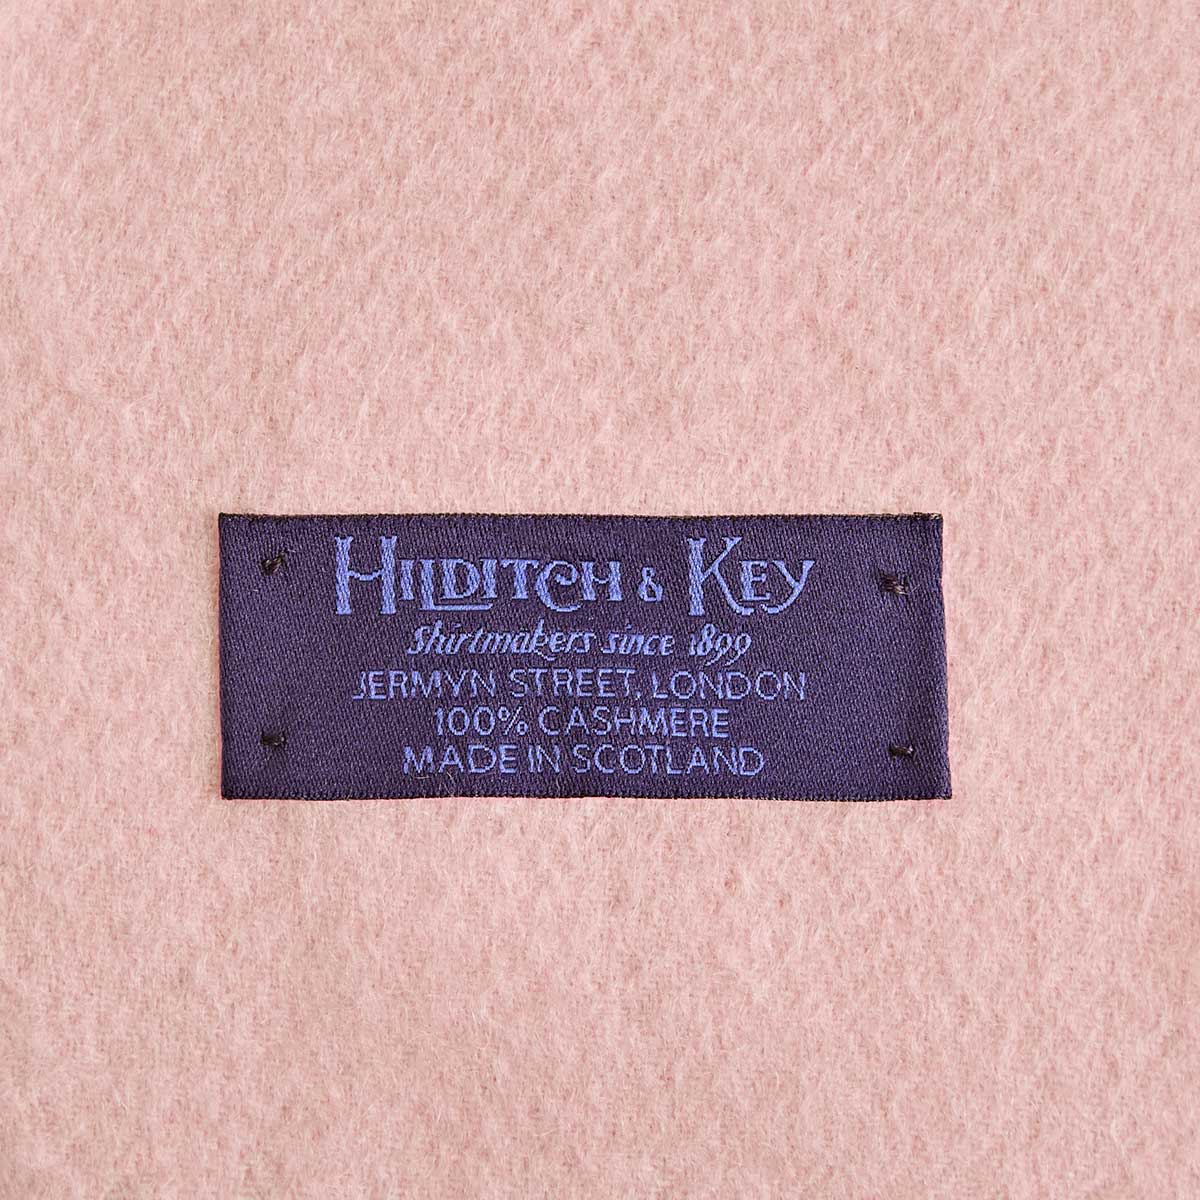 HILDITCH & KEY
Shirtmakers since 1899
JERMYN STREET, LONDON
100% CASHMERE
MADE IN SCOTLAND